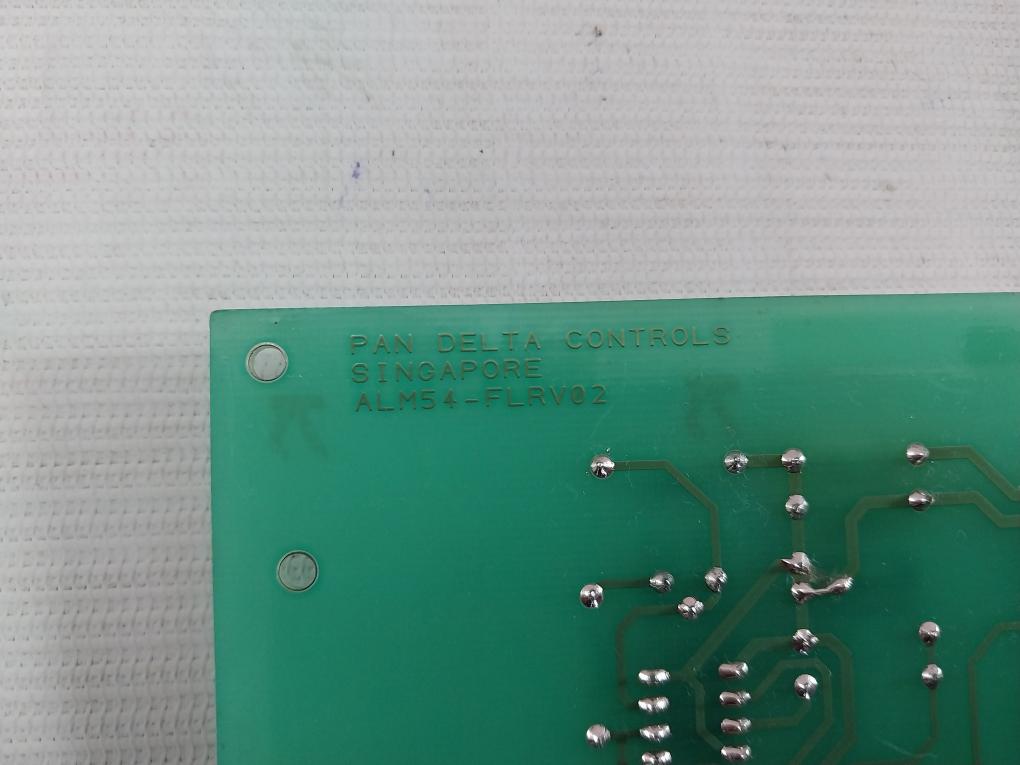 PAN DELTA CONTROLS
SINGAPORE
ALM54-FLRV02